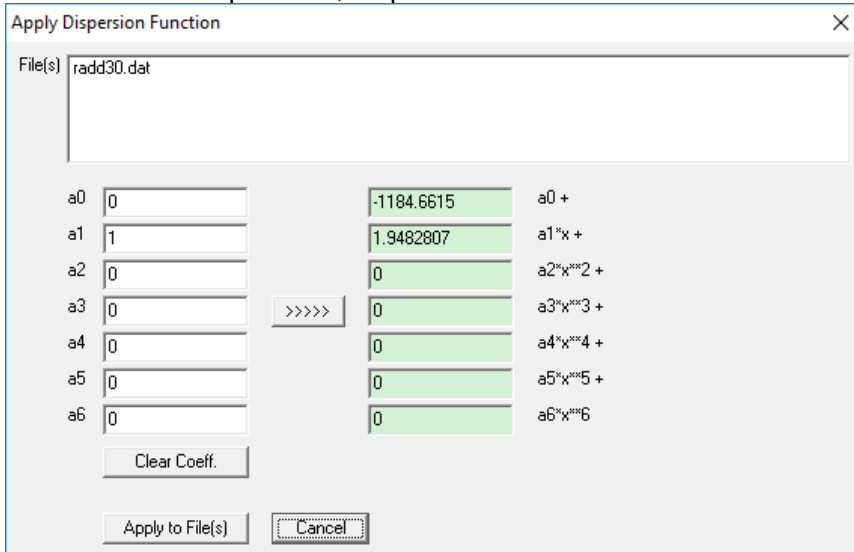 Apply Dispersion Function
File(s) radd30.dat
a0 0 -1184.6615 a0 +
a1 1 1.9482807 a1*x +
a2 0 0 a2*x**2 +
a3 0 >>>>> 0 a3*x**3 +
a4 0 0 a4*x**4 +
a5 0 0 a5*x**5 +
a6 0 0 a6*x**6
Clear Coeff.
Apply to File(s) Cancel